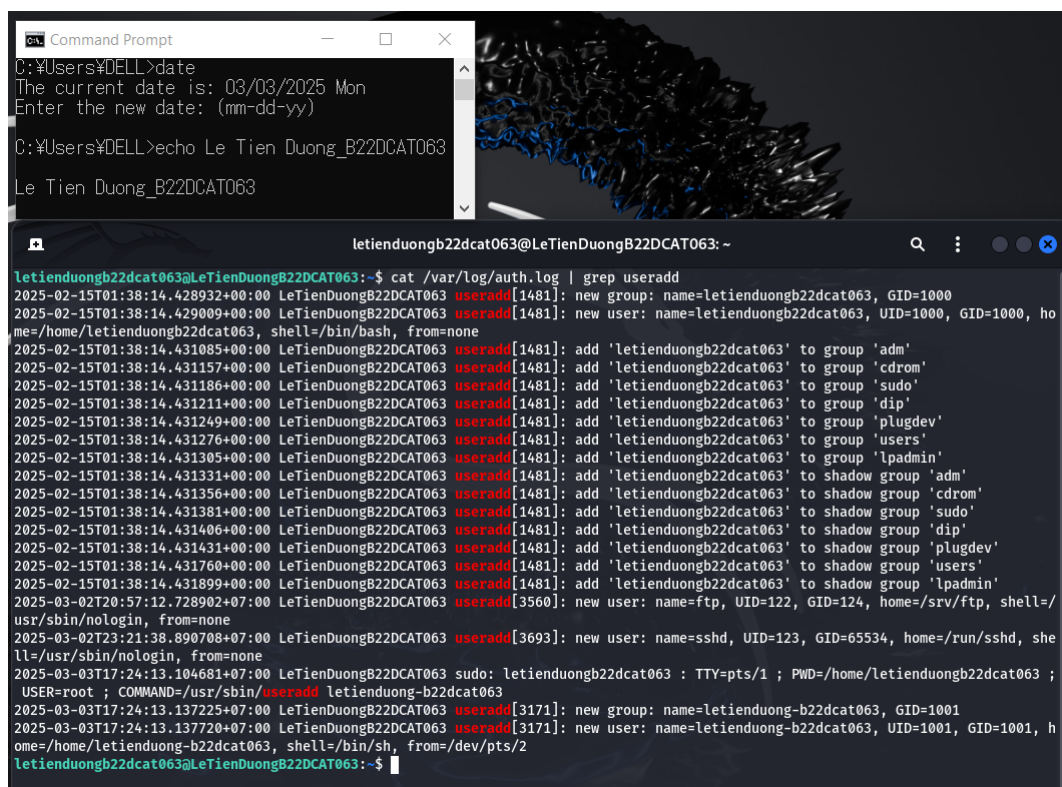 Command Prompt
C:¥Users¥DELL>date
The current date is: 03/03/2025 Mon
Enter the new date: (mm-dd-yy)
C:¥Users¥DELL>echo Le Tien Duong_B22DCAT063
Le Tien Duong_B22DCAT063
letienduongb22dcat063@LeTienDuongB22DCAT063: ~
letienduongb22dcat063@LeTienDuongB22DCAT063:~$ cat /var/log/auth.log | grep useradd
2025-02-15T01:38:14.428932+00:00 LeTienDuongB22DCAT063 useradd[1481]: new group: name=letienduongb22dcat063, GID=1000
2025-02-15T01:38:14.429009+00:00 LeTienDuongB22DCAT063 useradd[1481]: new user: name=letienduongb22dcat063, UID=1000, GID=1000, ho
me=/home/letienduongb22dcat063, shell=/bin/bash, from=none
2025-02-15T01:38:14.431085+00:00 LeTienDuongB22DCAT063 useradd[1481]: add 'letienduongb22dcat063' to group 'adm'
2025-02-15T01:38:14.431157+00:00 LeTienDuongB22DCAT063 useradd[1481]: add 'letienduongb22dcat063' to group 'cdrom'
2025-02-15T01:38:14.431186+00:00 LeTienDuongB22DCAT063 useradd[1481]: add 'letienduongb22dcat063' to group 'sudo'
2025-02-15T01:38:14.431211+00:00 LeTienDuongB22DCAT063 useradd[1481]: add 'letienduongb22dcat063' to group 'dip'
2025-02-15T01:38:14.431249+00:00 LeTienDuongB22DCAT063 useradd[1481]: add 'letienduongb22dcat063' to group 'plugdev'
2025-02-15T01:38:14.431276+00:00 LeTienDuongB22DCAT063 useradd[1481]: add 'letienduongb22dcat063' to group 'users'
2025-02-15T01:38:14.431305+00:00 LeTienDuongB22DCAT063 useradd[1481]: add 'letienduongb22dcat063' to group 'lpadmin'
2025-02-15T01:38:14.431331+00:00 LeTienDuongB22DCAT063 useradd[1481]: add 'letienduongb22dcat063' to shadow group 'adm'
2025-02-15T01:38:14.431356+00:00 LeTienDuongB22DCAT063 useradd[1481]: add 'letienduongb22dcat063' to shadow group 'cdrom'
2025-02-15T01:38:14.431381+00:00 LeTienDuongB22DCAT063 useradd[1481]: add 'letienduongb22dcat063' to shadow group 'sudo'
2025-02-15T01:38:14.431406+00:00 LeTienDuongB22DCAT063 useradd[1481]: add 'letienduongb22dcat063' to shadow group 'dip'
2025-02-15T01:38:14.431431+00:00 LeTienDuongB22DCAT063 useradd[1481]: add 'letienduongb22dcat063' to shadow group 'plugdev'
2025-02-15T01:38:14.431760+00:00 LeTienDuongB22DCAT063 useradd[1481]: add 'letienduongb22dcat063' to shadow group 'users'
2025-02-15T01:38:14.431899+00:00 LeTienDuongB22DCAT063 useradd[1481]: add 'letienduongb22dcat063' to shadow group 'lpadmin'
2025-03-02T20:57:12.728902+07:00 LeTienDuongB22DCAT063 useradd[3560]: new user: name=ftp, UID=122, GID=124, home=/srv/ftp, shell=/
usr/sbin/nologin, from=none
2025-03-02T23:21:38.890708+07:00 LeTienDuongB22DCAT063 useradd[3693]: new user: name=sshd, UID=123, GID=65534, home=/run/sshd, she
ll=/usr/sbin/nologin, from=none
2025-03-03T17:24:13.104681+07:00 LeTienDuongB22DCAT063 sudo: letienduongb22dcat063 : TTY=pts/1 ; PWD=/home/letienduongb22dcat063 ;
USER=root ; COMMAND=/usr/sbin/useradd letienduong-b22dcat063
2025-03-03T17:24:13.137225+07:00 LeTienDuongB22DCAT063 useradd[3171]: new group: name=letienduong-b22dcat063, GID=1001
2025-03-03T17:24:13.137720+07:00 LeTienDuongB22DCAT063 useradd[3171]: new user: name=letienduong-b22dcat063, UID=1001, GID=1001, h
ome=/home/letienduong-b22dcat063, shell=/bin/sh, from=/dev/pts/2
letienduongb22dcat063@LeTienDuongB22DCAT063:~$